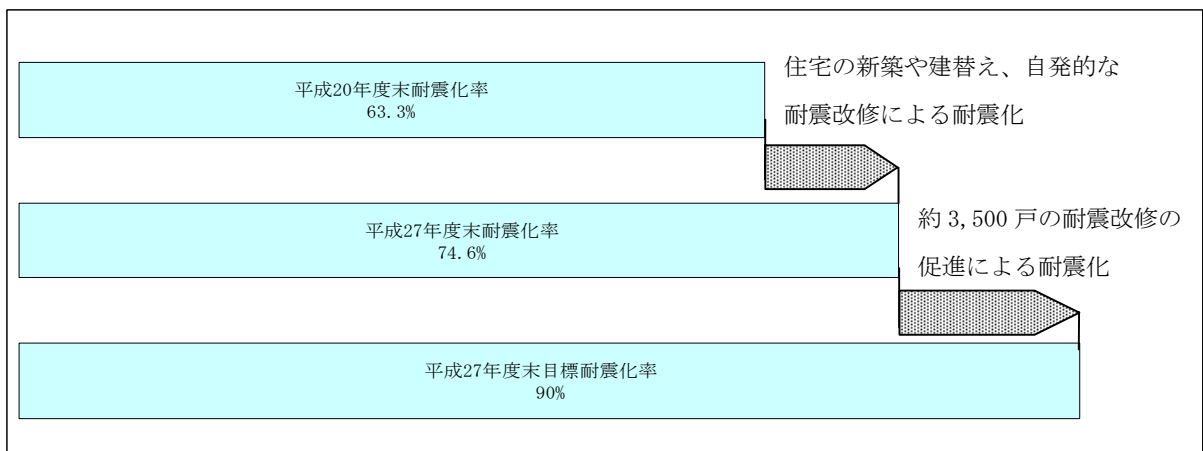 平成20年度末耐震化率
63.3%
住宅の新築や建替え、自発的な
耐震改修による耐震化
平成27年度末耐震化率
74.6%
約3,500戸の耐震改修の
促進による耐震化
平成27年度末目標耐震化率
90%